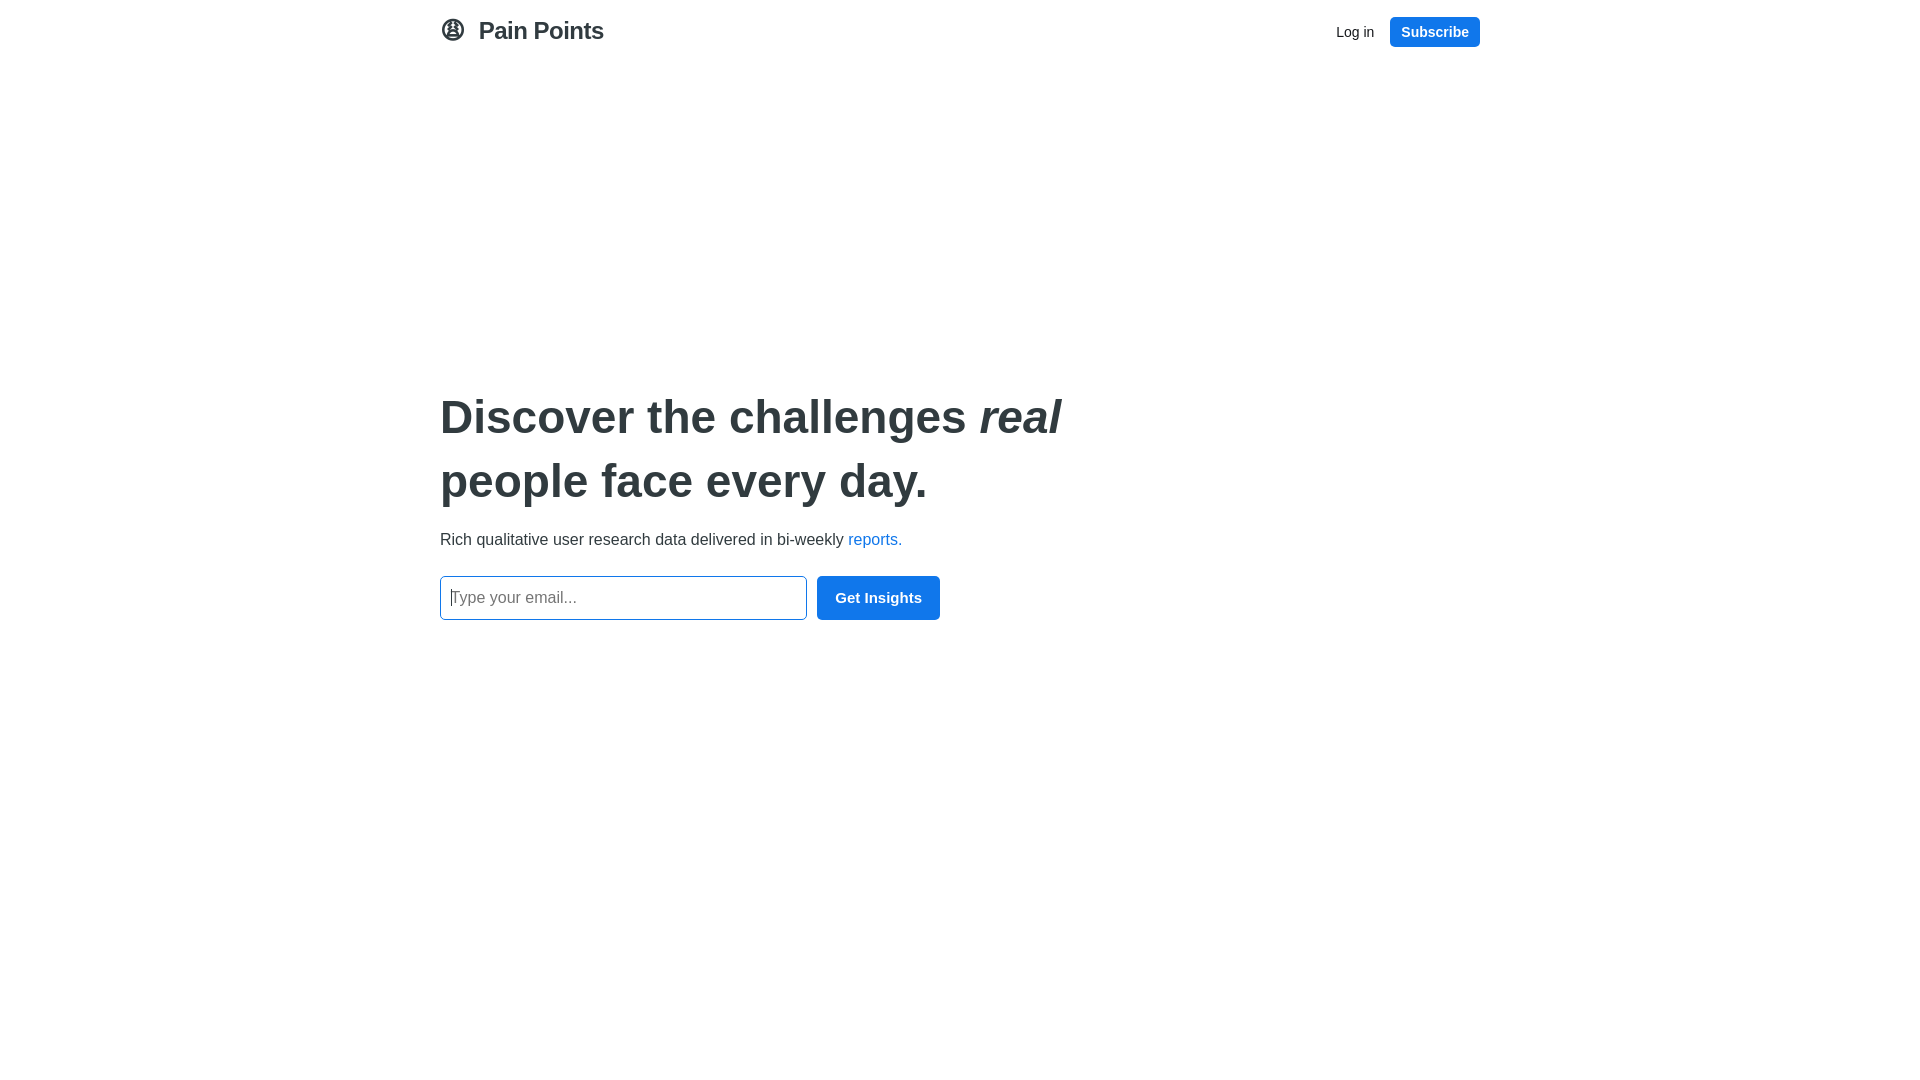 Pain Points
Log in
Subscribe
Discover the challenges real
people face every day.
Rich qualitative user research data delivered in bi-weekly reports.
Type your email...
Get Insights